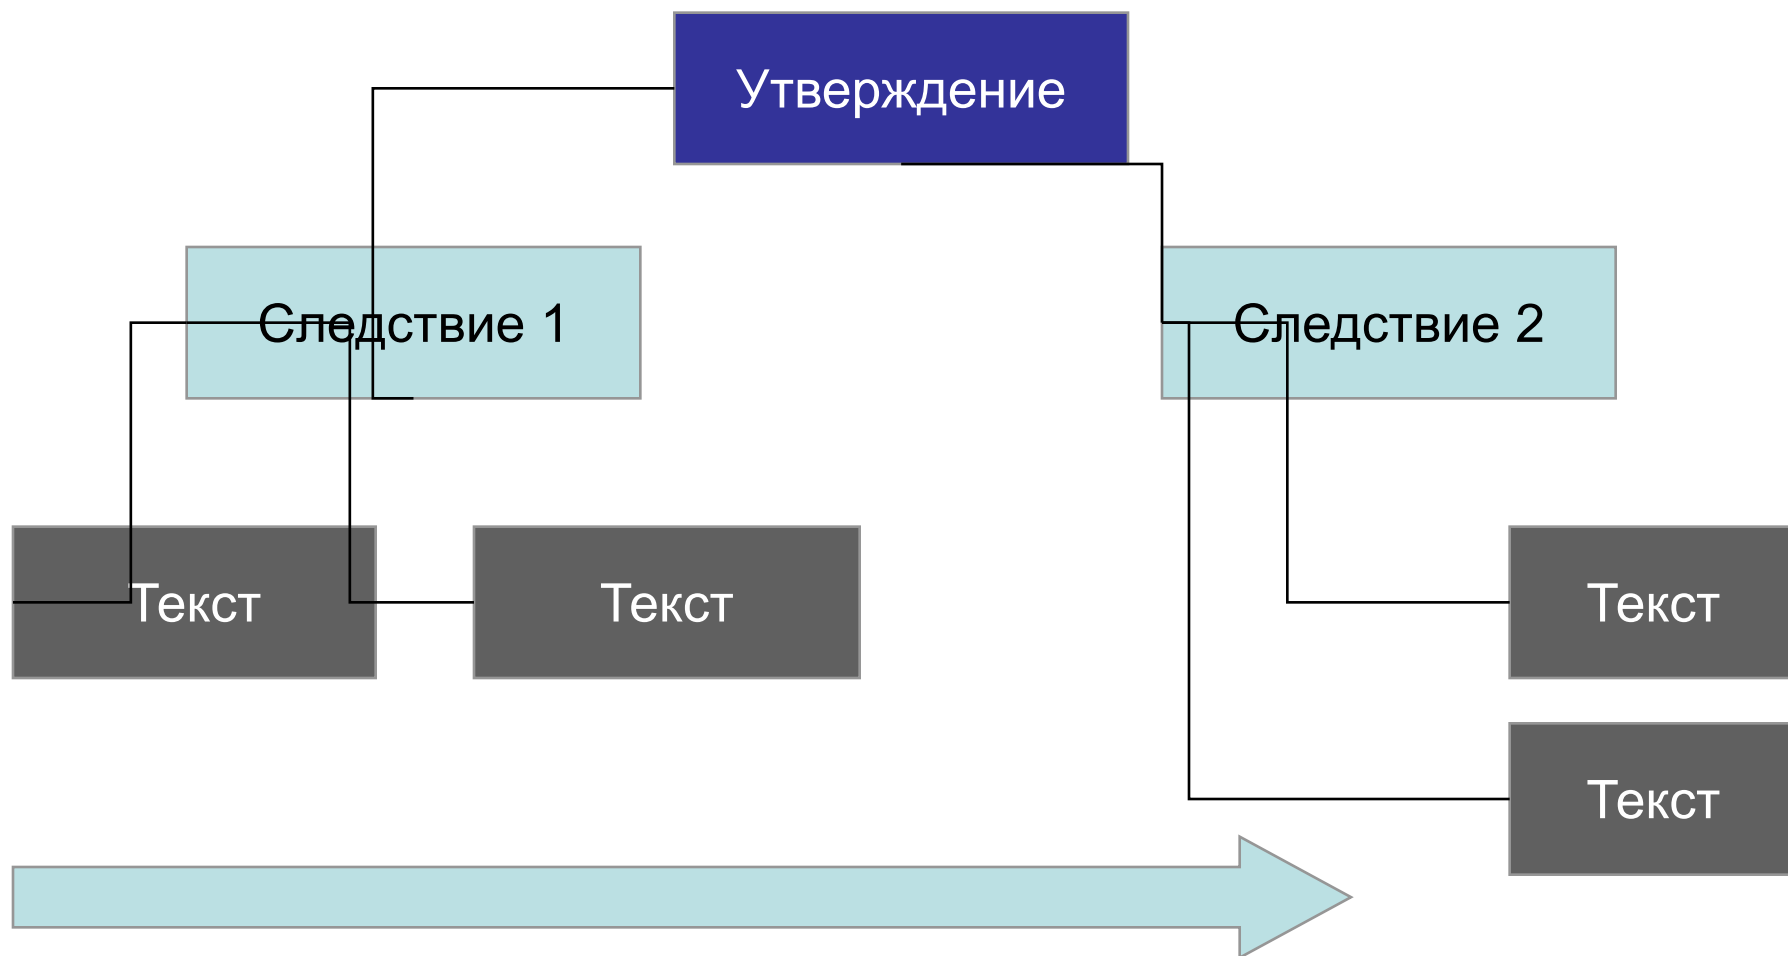 Утверждение
Следствие 1
Следствие 2
Текст
Текст
Текст
Текст